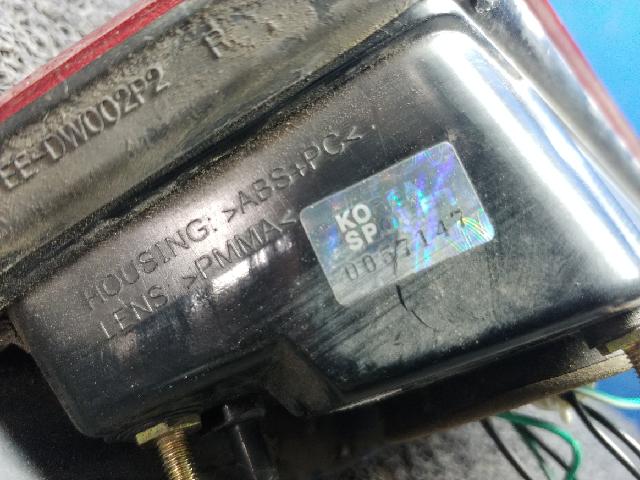 EE-DW002P2 R
HOUSING: >ABS+PC<
LENS: >PMMA<
KO
SP